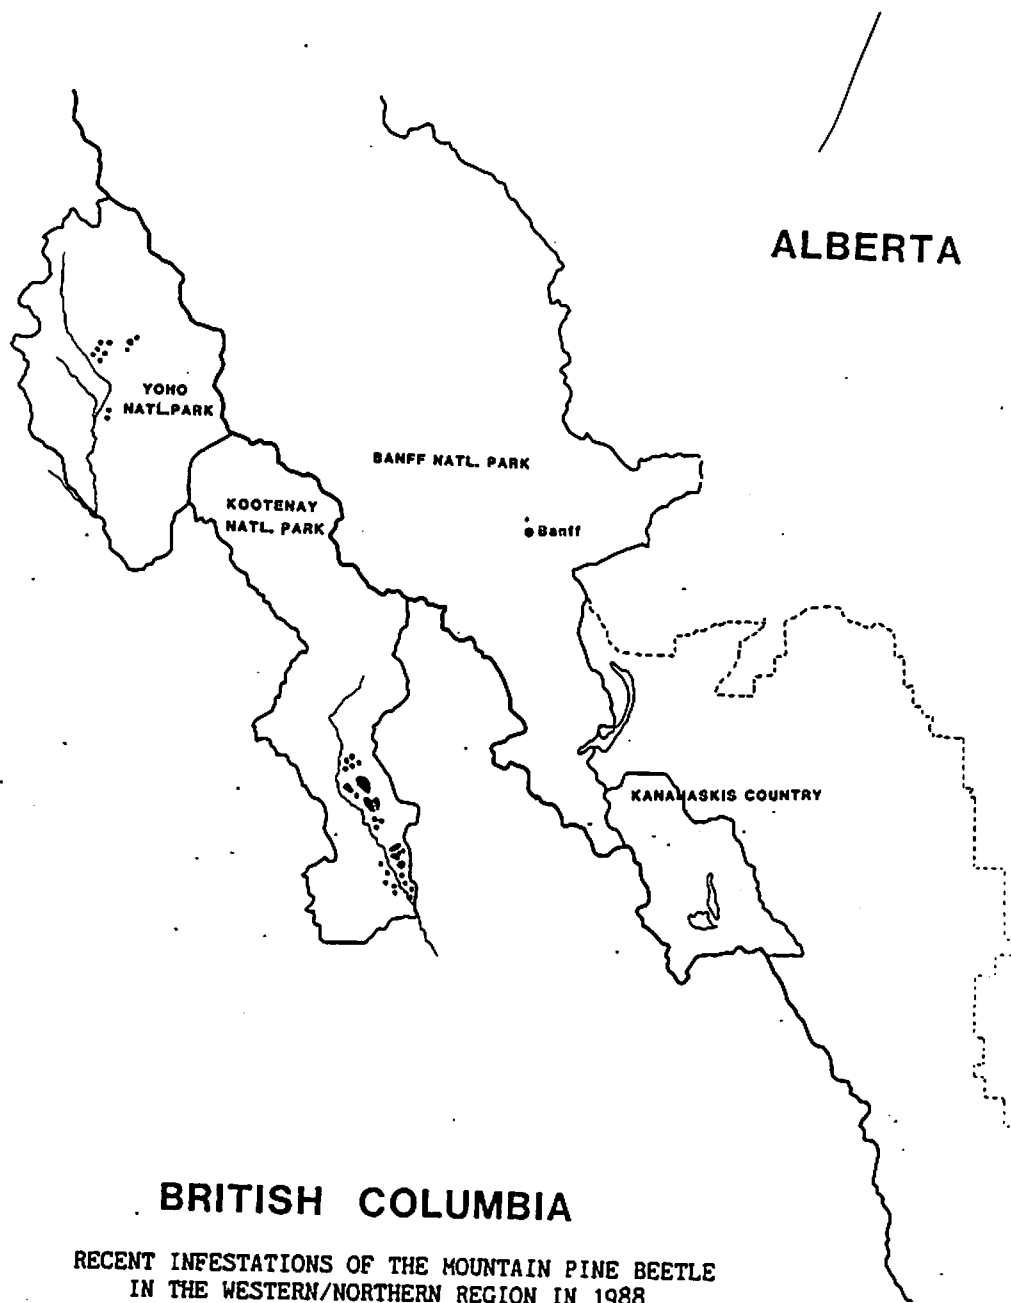 ALBERTA
YOHO
NATL.PARK
BANFF NATL. PARK
KOOTENAY
NATL. PARK
Banff
KANANASKIS COUNTRY
BRITISH COLUMBIA
RECENT INFESTATIONS OF THE MOUNTAIN PINE BEETLE
IN THE WESTERN/NORTHERN REGION IN 1988